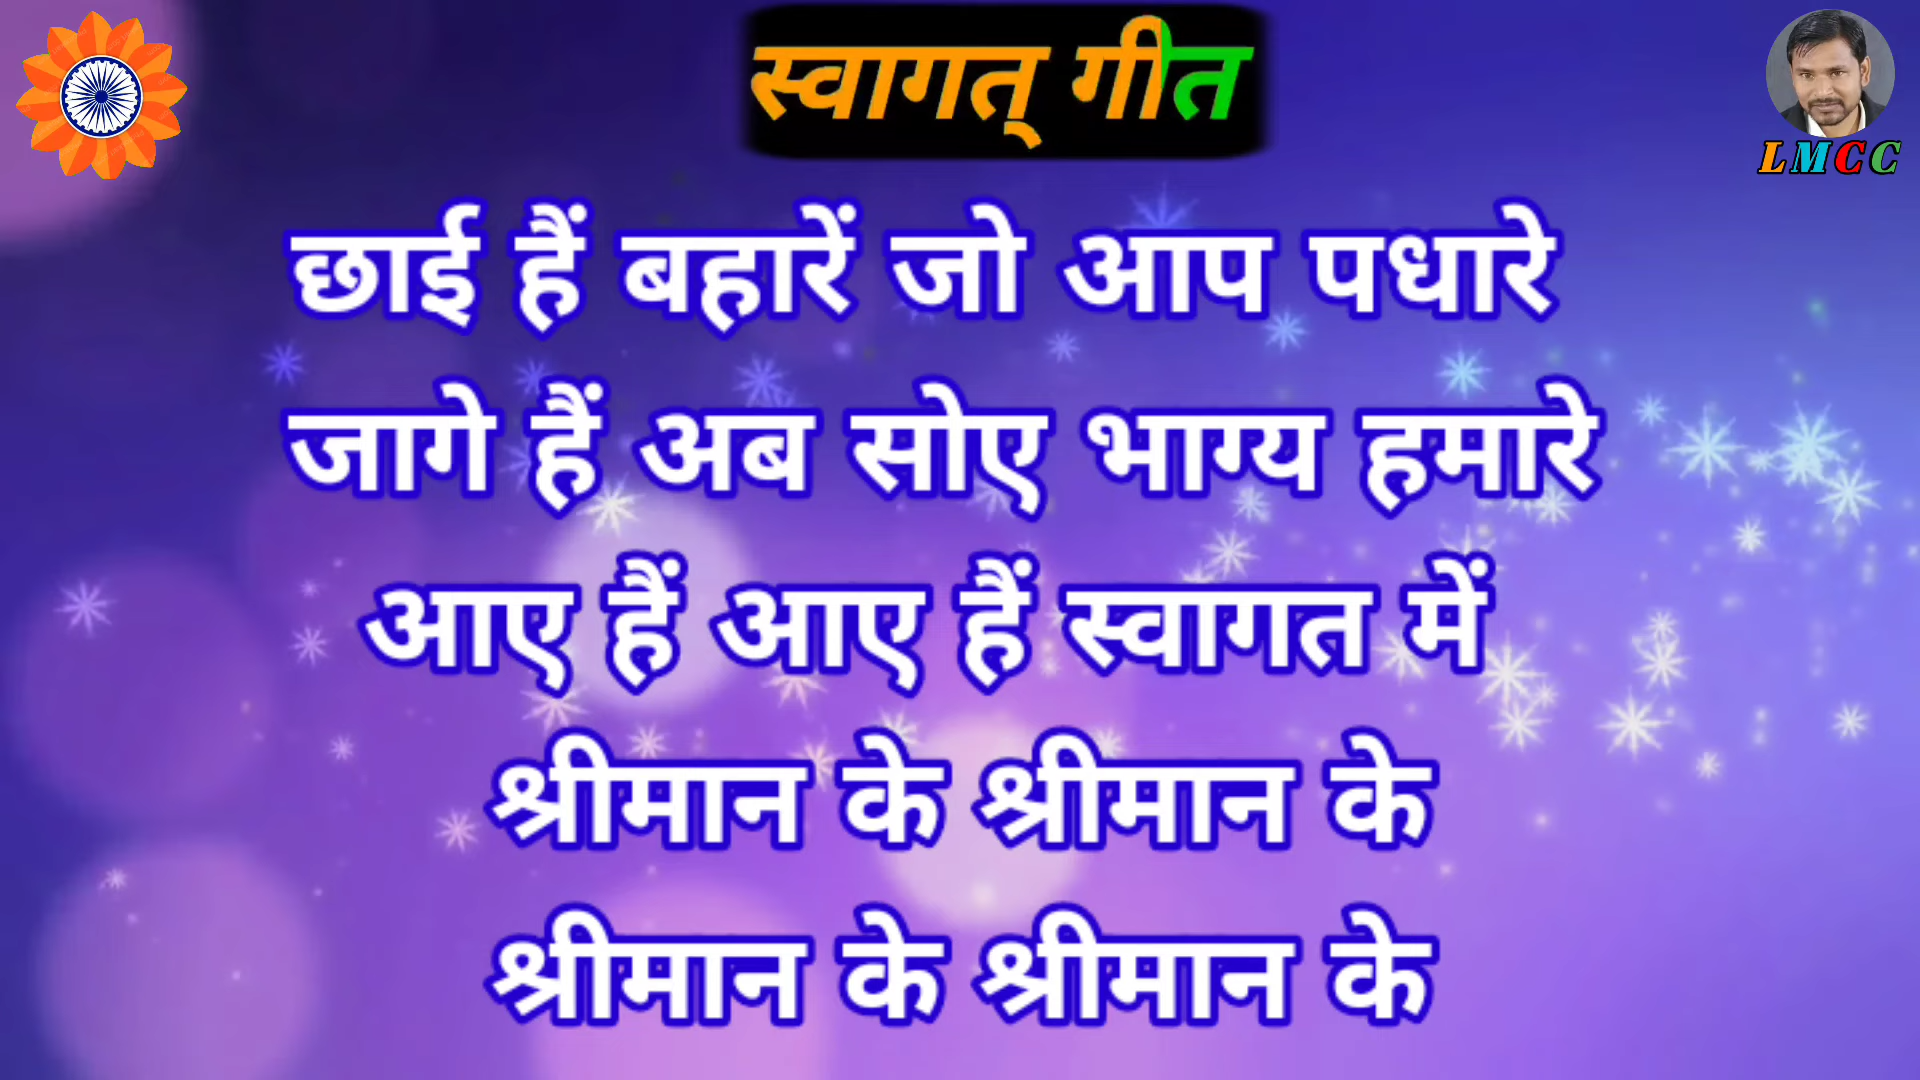 स्वागत् गीत
LMCC
छाई हैं बहारें जो आप पधारे
जागे हैं अब सोए भाग्य हमारे
आए हैं आए हैं स्वागत में
श्रीमान के श्रीमान के
श्रीमान के श्रीमान के